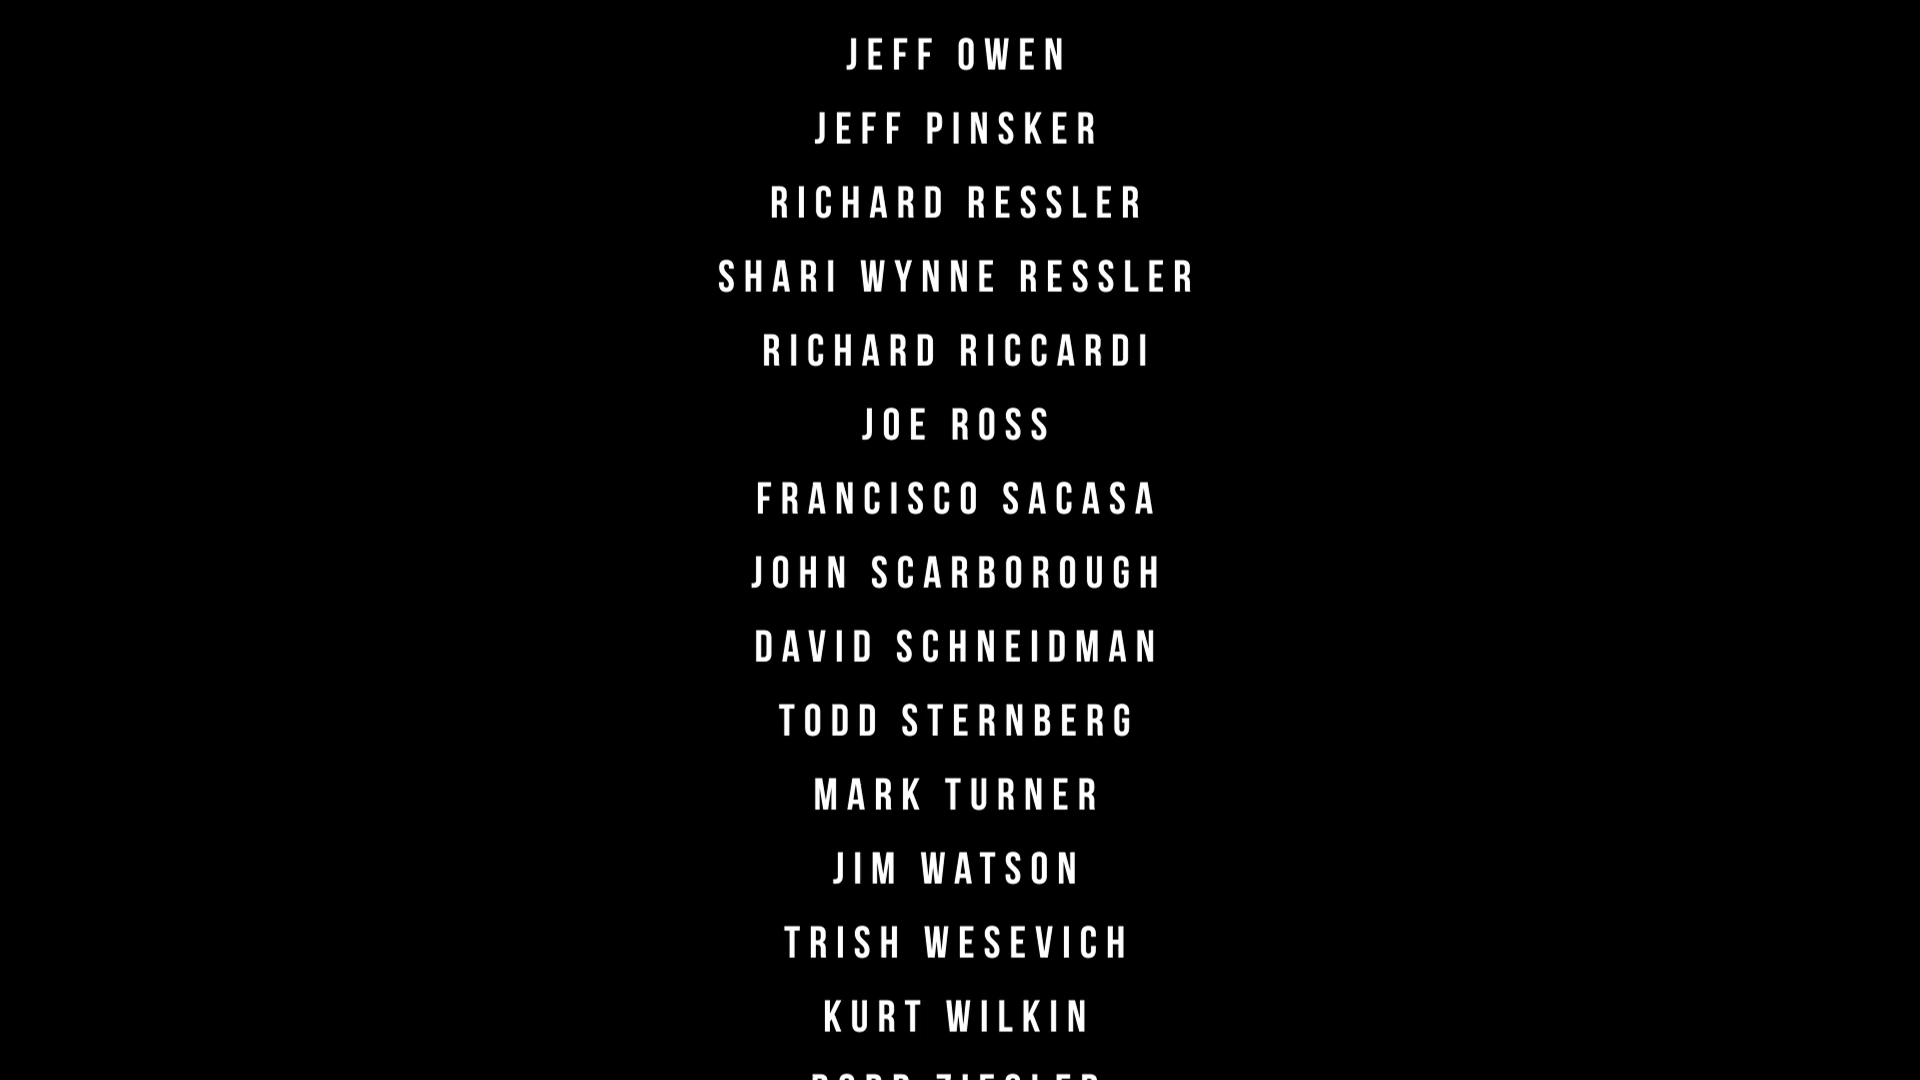 JEFF OWEN
JEFF PINSKER
RICHARD RESSLER
SHARI WYNNE RESSLER
RICHARD RICCARDI
JOE ROSS
FRANCISCO SACASA
JOHN SCARBOROUGH
DAVID SCHNEIDMAN
TODD STERNBERG
MARK TURNER
JIM WATSON
TRISH WESEVICH
KURT WILKIN